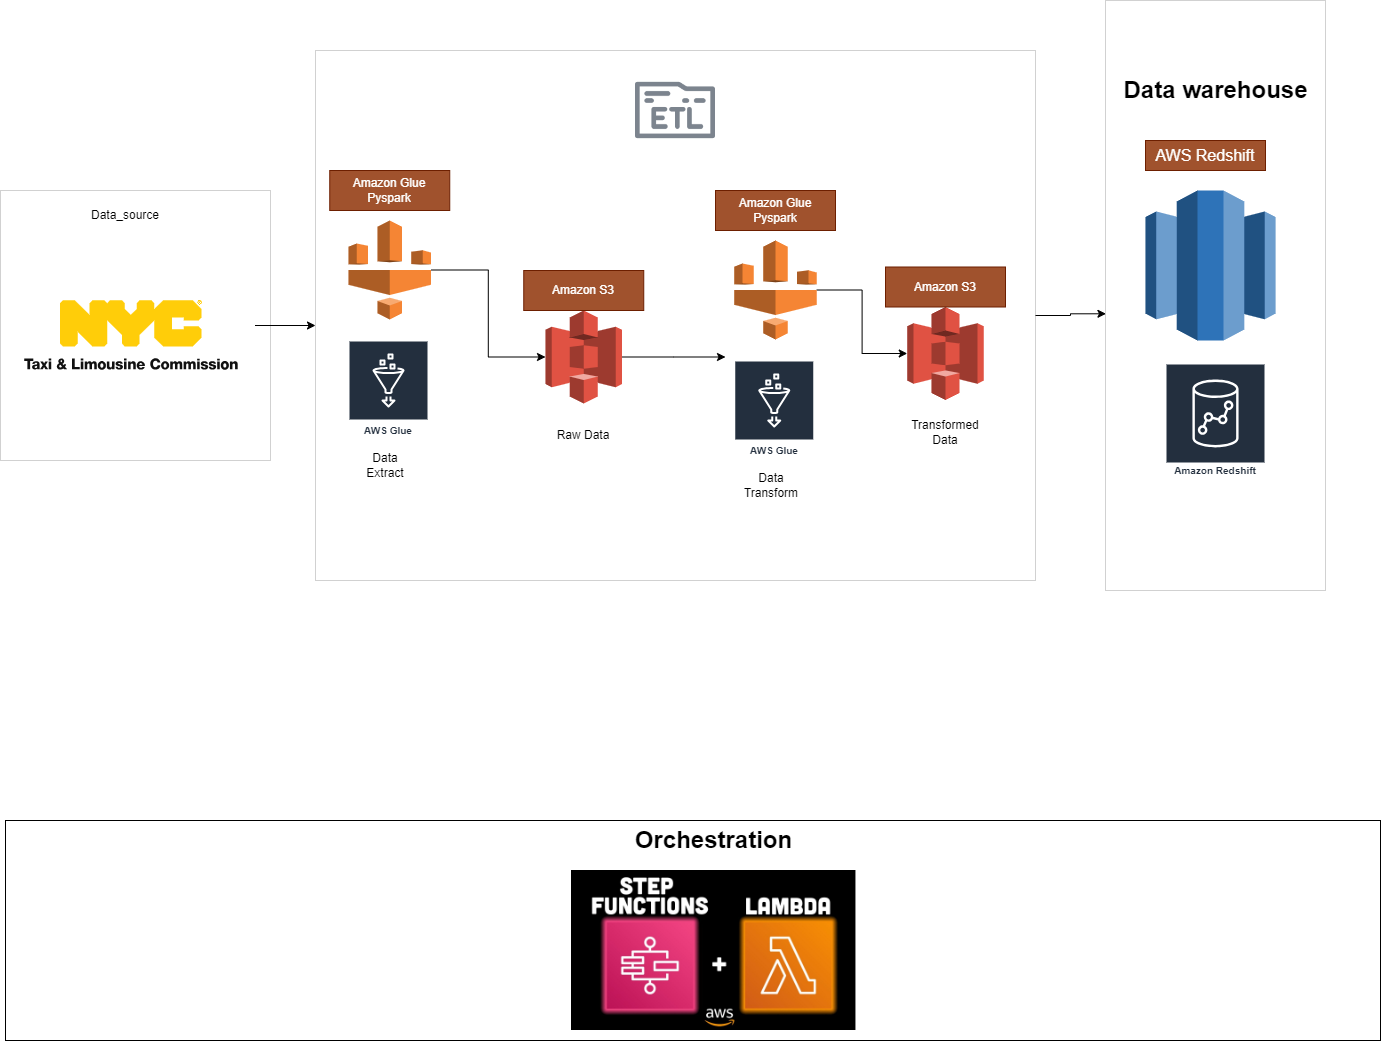 Data_source
NYC
Taxi & Limousine Commission
ETL
Amazon Glue
Pyspark
AWS Glue
Data
Extract
Amazon S3
Raw Data
Amazon Glue
Pyspark
AWS Glue
Data
Transform
Amazon S3
Transformed
Data
Data warehouse
AWS Redshift
Amazon Redshift
Orchestration
STEP
FUNCTIONS
+
LAMBDA
aws